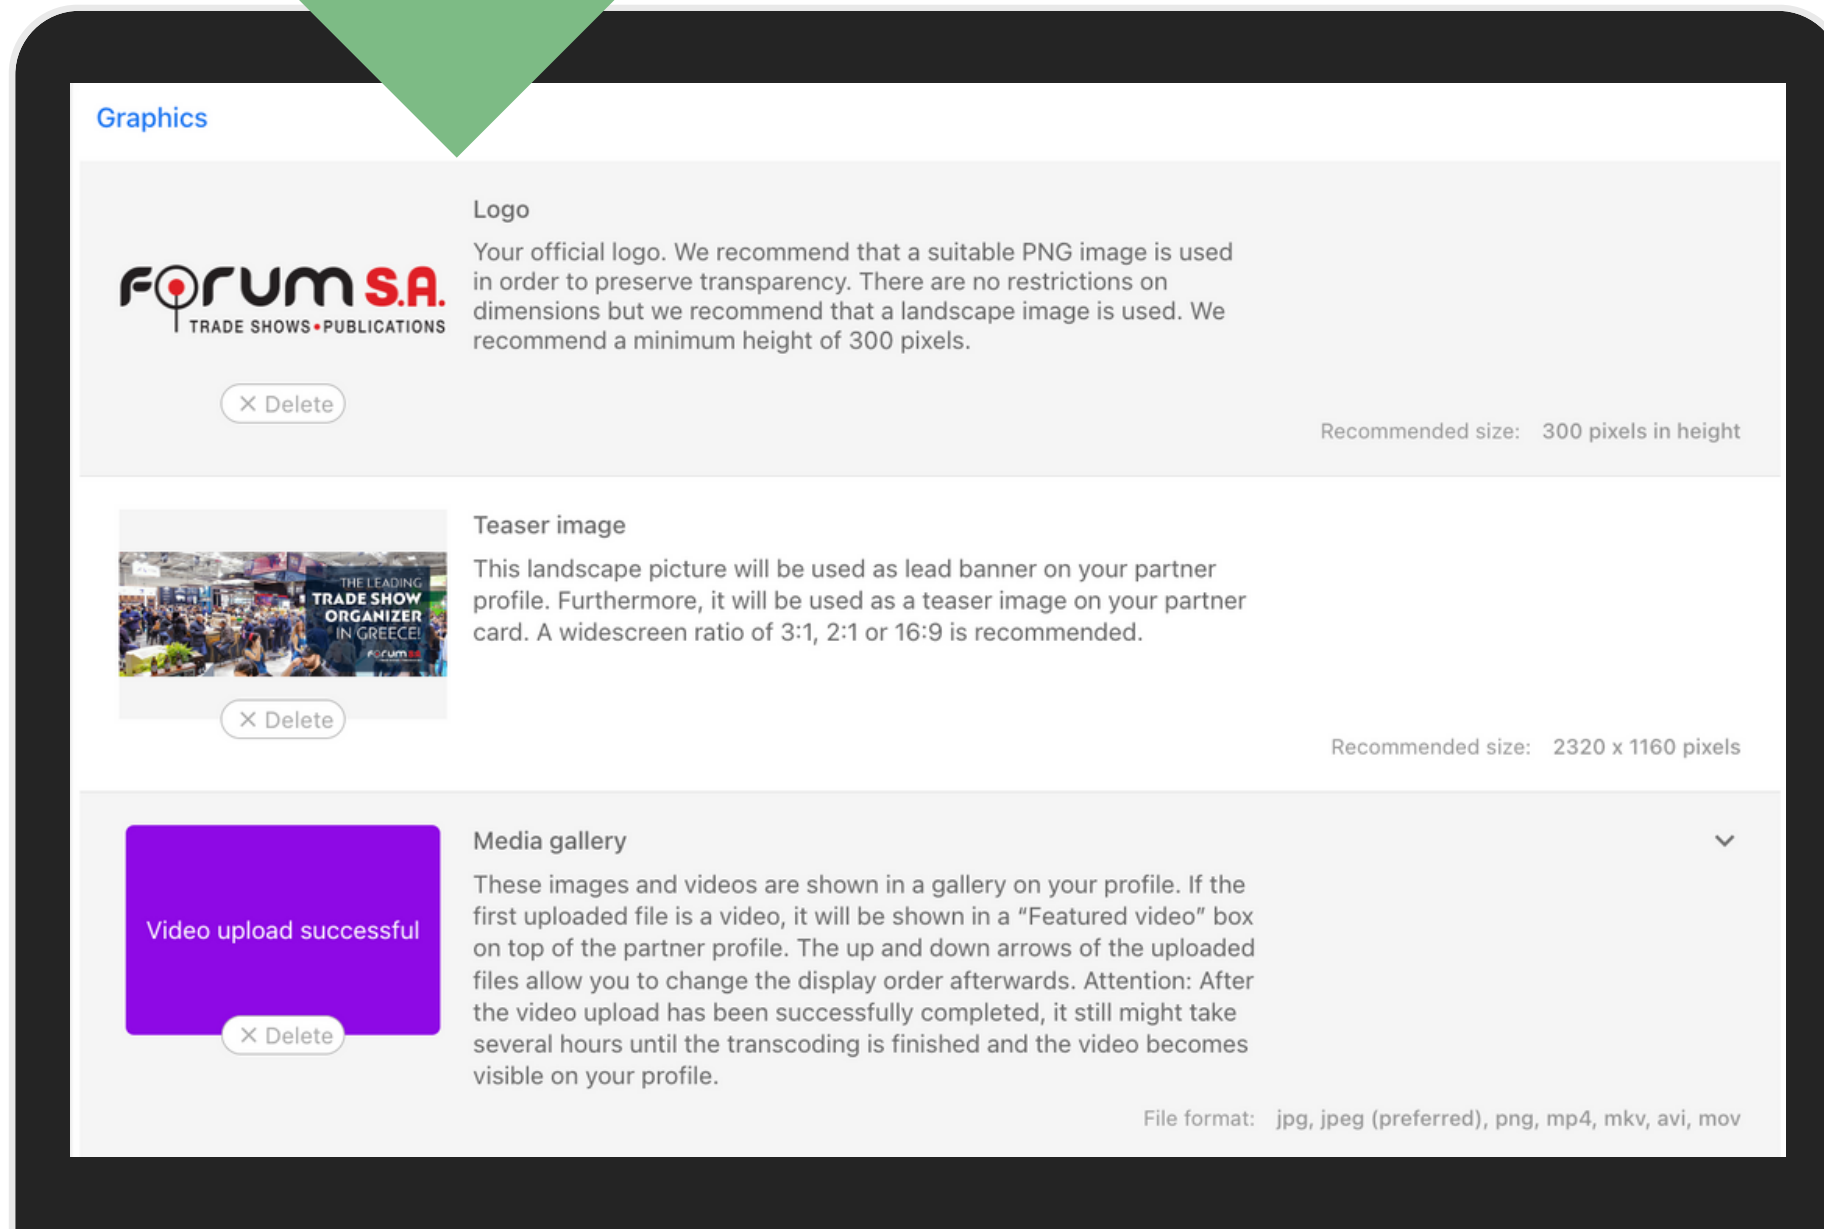 Graphics
Logo
Your official logo. We recommend that a suitable PNG image is used
in order to preserve transparency. There are no restrictions on
dimensions but we recommend that a landscape image is used. We
recommend a minimum height of 300 pixels.
FORUM S.A.
TRADE SHOWS•PUBLICATIONS
× Delete
Recommended size: 300 pixels in height
Teaser image
This landscape picture will be used as lead banner on your partner
profile. Furthermore, it will be used as a teaser image on your partner
card. A widescreen ratio of 3:1, 2:1 or 16:9 is recommended.
THE LEADING
TRADE SHOW
ORGANIZER
IN GREECE!
FORUM S.A.
× Delete
Recommended size: 2320 x 1160 pixels
Media gallery
These images and videos are shown in a gallery on your profile. If the
first uploaded file is a video, it will be shown in a “Featured video” box
on top of the partner profile. The up and down arrows of the uploaded
files allow you to change the display order afterwards. Attention: After
the video upload has been successfully completed, it still might take
several hours until the transcoding is finished and the video becomes
visible on your profile.
Video upload successful
× Delete
File format: jpg, jpeg (preferred), png, mp4, mkv, avi, mov